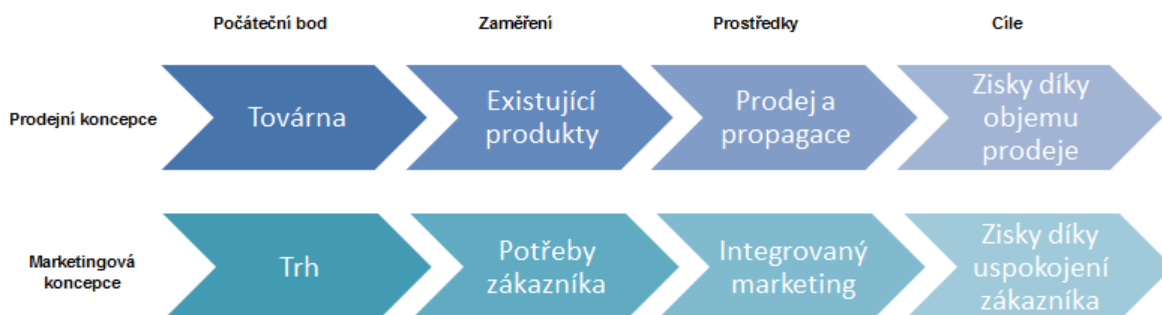 Počáteční bod
Zaměření
Prostředky
Cíle
Prodejní koncepce
Továrna
Existující
produkty
Prodej a
propagace
Zisky díky
objemu
prodeje
Marketingová
koncepce
Trh
Potřeby
zákazníka
Integrovaný
marketing
Zisky díky
uspokojení
zákazníka